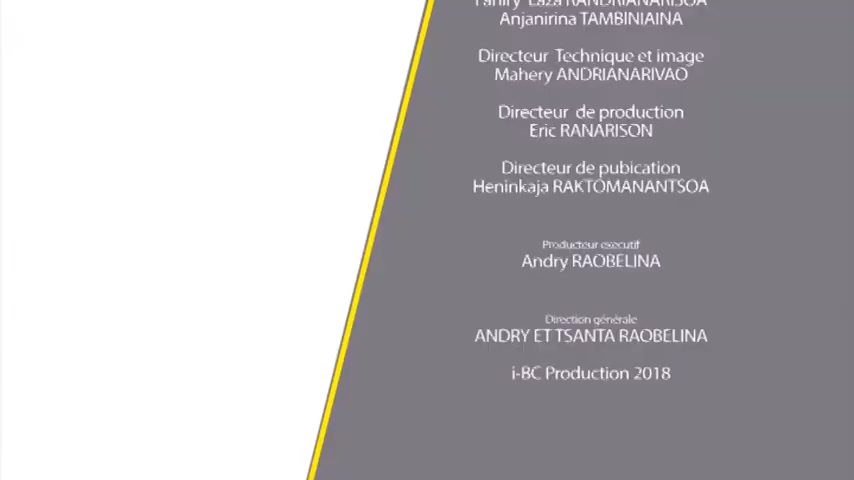 Anjanirina TAMBINIAINA
Directeur Technique et image
Mahery ANDRIANARIVAO
Directeur de production
Eric RANARISON
Directeur de pubication
Heninkaja RAKTOMANANTSOA
Producteur executif
Andry RAOBELINA
Direction générale
ANDRY ET TSANTA RAOBELINA
i-BC Production 2018